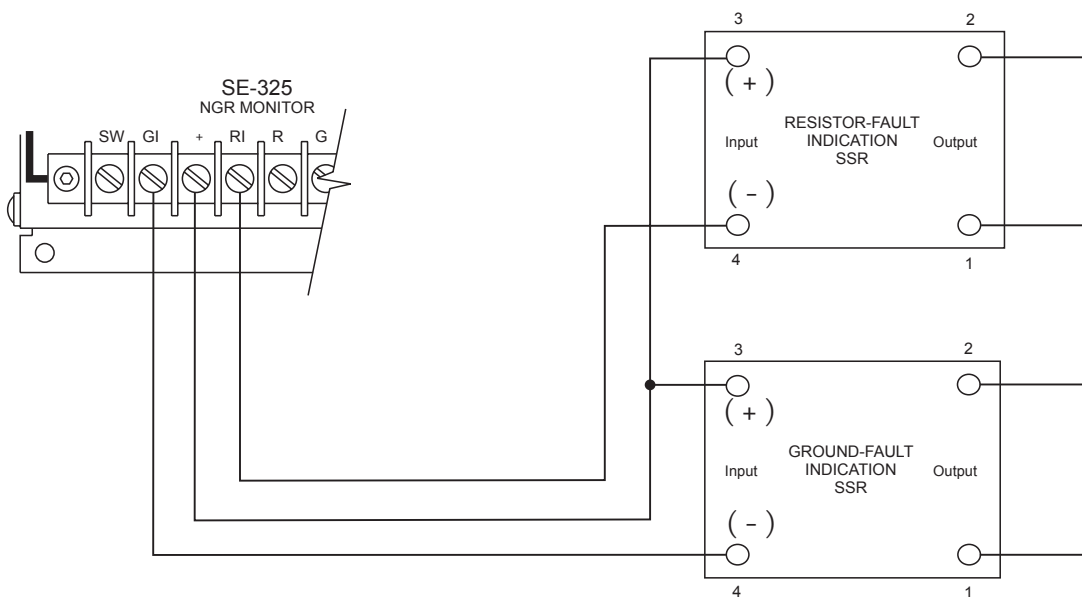 SE-325
NGR MONITOR
SW GI + RI R G
3 2
( + )
RESISTOR-FAULT
INDICATION
SSR
Input Output
( - )
4 1
3 2
( + )
GROUND-FAULT
INDICATION
SSR
Input Output
( - )
4 1